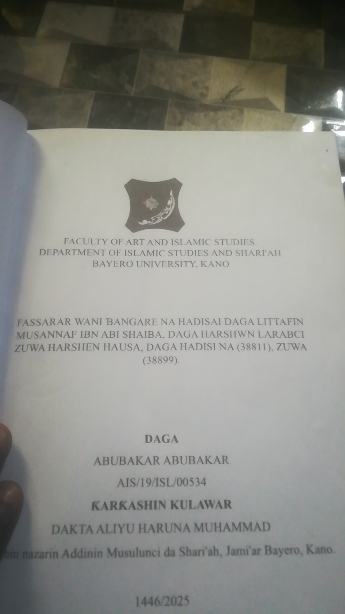 FACULTY OF ART AND ISLAMIC STUDIES
DEPARTMENT OF ISLAMIC STUDIES AND SHARI'AH
BAYERO UNIVERSITY, KANO
FASSARAR WANI ƁANGARE NA HADISAI DAGA LITTAFIN
MUSANNAF IBN ABI SHAIBA, DAGA HARSHWN LARABCI
ZUWA HARSHEN HAUSA, DAGA HADISI NA (38811), ZUWA
(38899).
DAGA
ABUBAKAR ABUBAKAR
AIS/19/ISL/00534
ƘARƘASHIN KULAWAR
DAKTA ALIYU HARUNA MUHAMMAD
nazarin Addinin Musulunci da Shari'ah, Jami'ar Bayero, Kano.
1446/2025